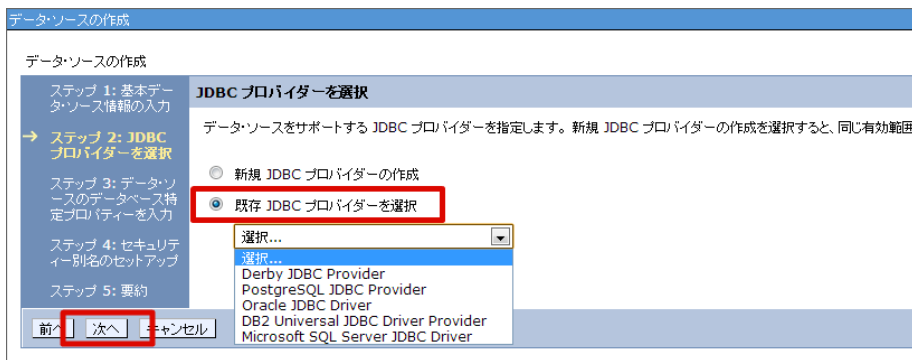 データ・ソースの作成
データ・ソースの作成
ステップ 1: 基本デー
タ・ソース情報の入力
ステップ 2: JDBC
プロバイダーを選択
ステップ 3: データ・ソ
ースのデータベース特
定プロパティーを入力
ステップ 4: セキュリテ
ィー別名のセットアップ
ステップ 5: 要約
JDBC プロバイダーを選択
データ・ソースをサポートする JDBC プロバイダーを指定します。新規 JDBC プロバイダーの作成を選択すると、同じ有効範囲
新規 JDBC プロバイダーの作成
既存 JDBC プロバイダーを選択
選択...
選択...
Derby JDBC Provider
PostgreSQL JDBC Provider
Oracle JDBC Driver
DB2 Universal JDBC Driver Provider
Microsoft SQL Server JDBC Driver
前へ 次へ キャンセル